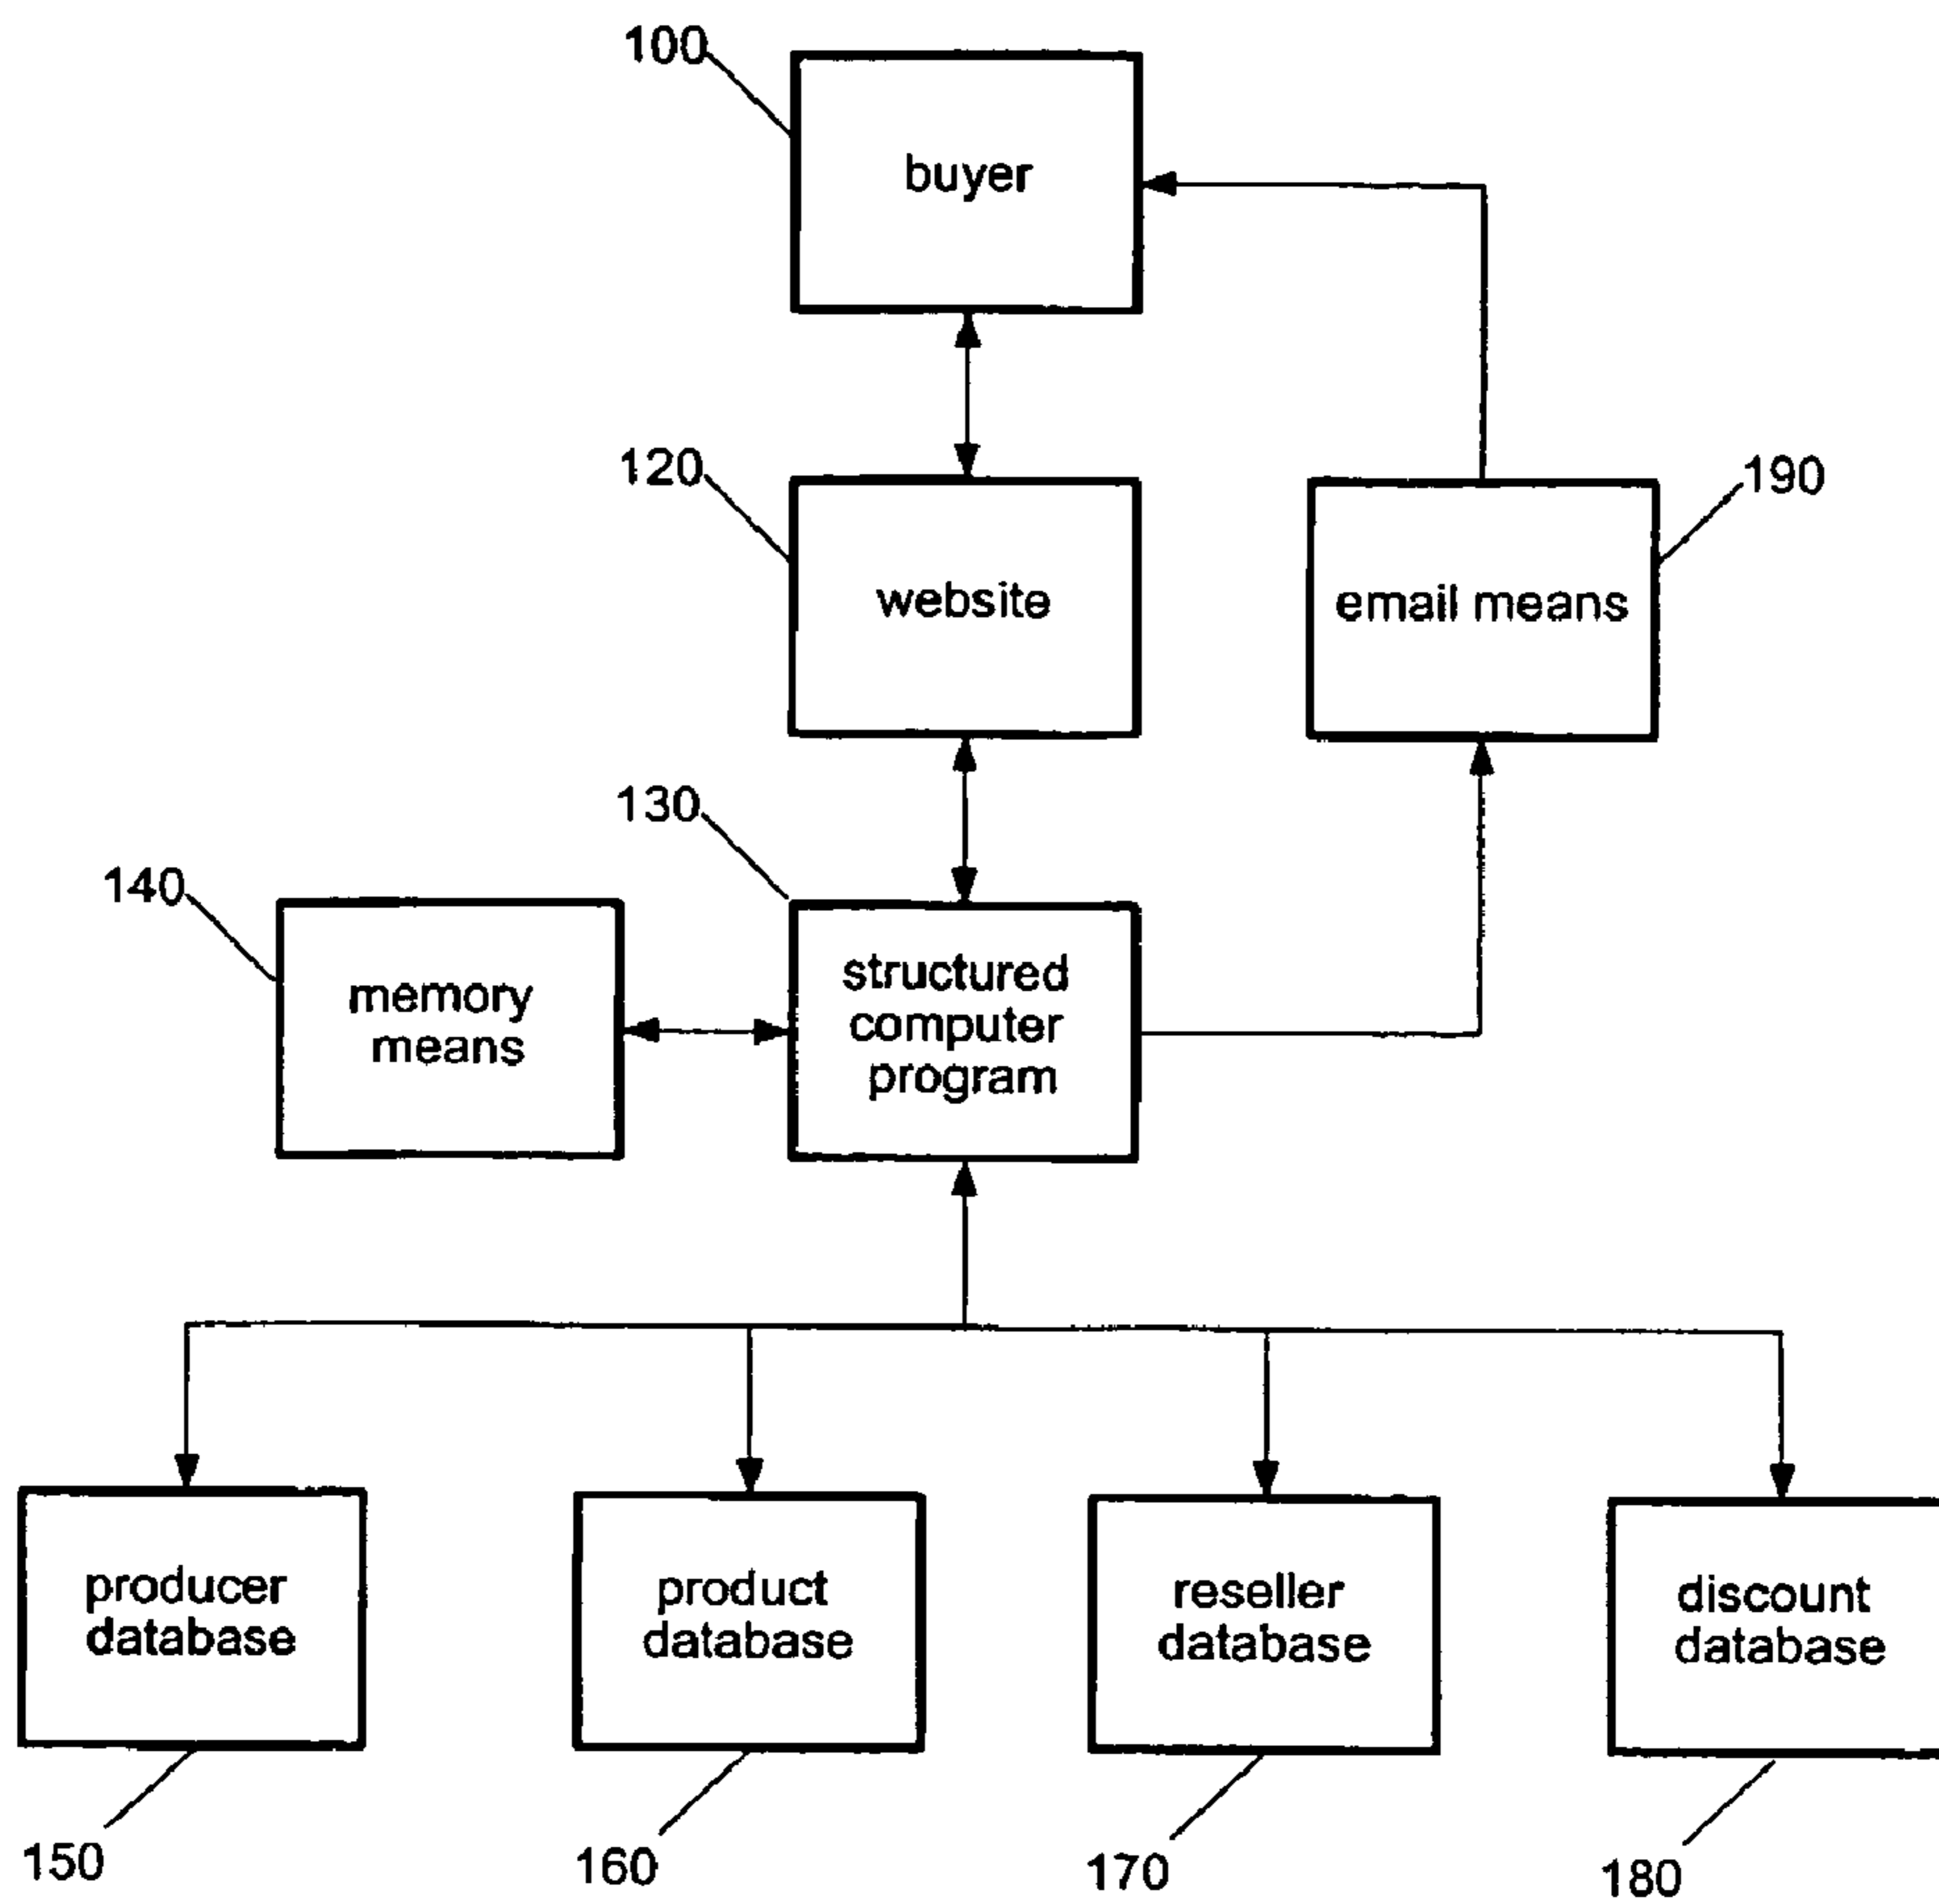 100
buyer
120
website
190
email means
130
140
memory
means
structured
computer
program
producer
database
product
database
reseller
database
discount
database
150
160
170
180